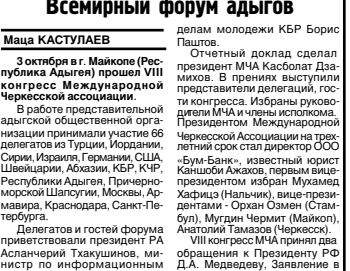 Всемирный форум адыгов
Маца КАСТУЛАЕВ
3 октября в г. Майкопе (Рес-
публика Адыгея) прошел VIII
конгресс Международной
Черкесской ассоциации.
В работе представительной
адыгской общественной орга-
низации принимали участие 66
делегатов из Турции, Иордании,
Сирии, Израиля, Германии, США,
Швейцарии, Абхазии, КБР, КЧР,
Республики Адыгея, Причерно-
морской Шапсугии, Москвы, Ар-
мавира, Краснодара, Санкт-Пе-
тербурга.
Делегатов и гостей форума
приветствовали президент РА
Асланчерий Тхакушинов, ми-
нистр по информационным
делам молодежи КБР Борис
Паштов.
Отчетный доклад сделал
президент МЧА Касболат Дза-
михов. В прениях выступили
представители делегаций, гос-
ти конгресса. Избраны руково-
дители МЧА и члены исполкома.
Президентом Международной
Черкесской Ассоциации на трех-
летний срок стал директор ООО
«Бум-Банк», известный юрист
Каншоби Ажахов, первым вице-
президентом избран Мухамед
Хафицэ (Нальчик), вице-прези-
дентами - Орхан Озмен (Стам-
бул), Мугдин Чермит (Майкоп),
Анатолий Тамазов (Черкесск).
VIII конгресс МЧА принял два
обращения к Президенту РФ
Д.А. Медведеву, Заявление в